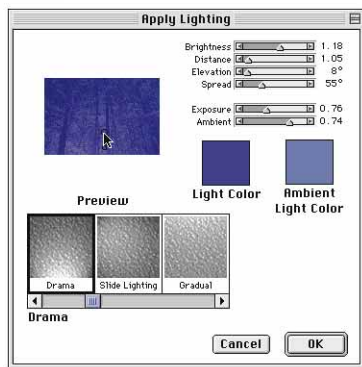 Apply Lighting
Brightness 1.18
Distance 1.05
Elevation 8°
Spread 55°
Exposure 0.76
Ambient 0.74
Preview
Light Color
Ambient
Light Color
Drama
Slide Lighting
Gradual
Drama
Cancel
OK